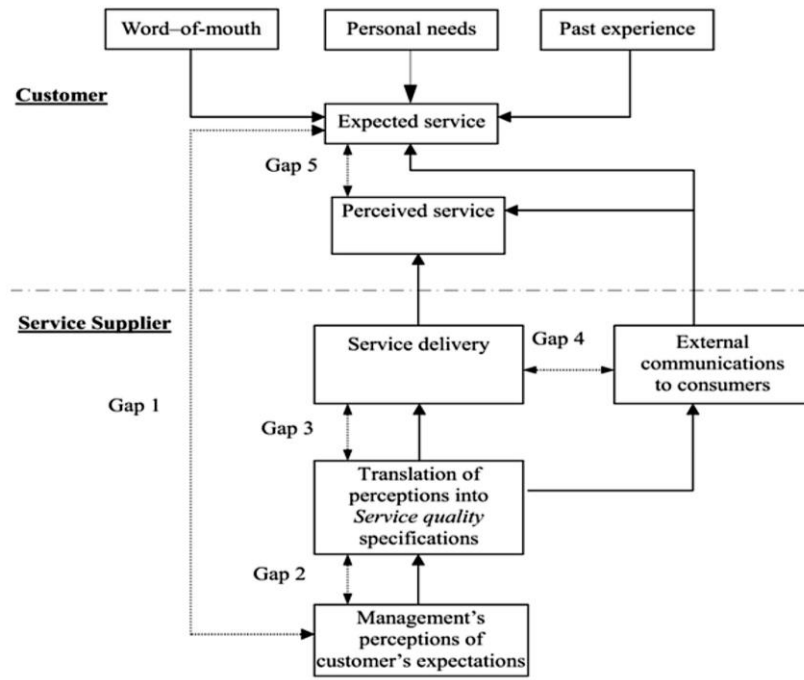 Word–of-mouth
Personal needs
Past experience
Customer
Expected service
Gap 5
Perceived service
Service Supplier
Service delivery
Gap 4
External
communications
to consumers
Gap 1
Gap 3
Translation of
perceptions into
Service quality
specifications
Gap 2
Management’s
perceptions of
customer’s expectations